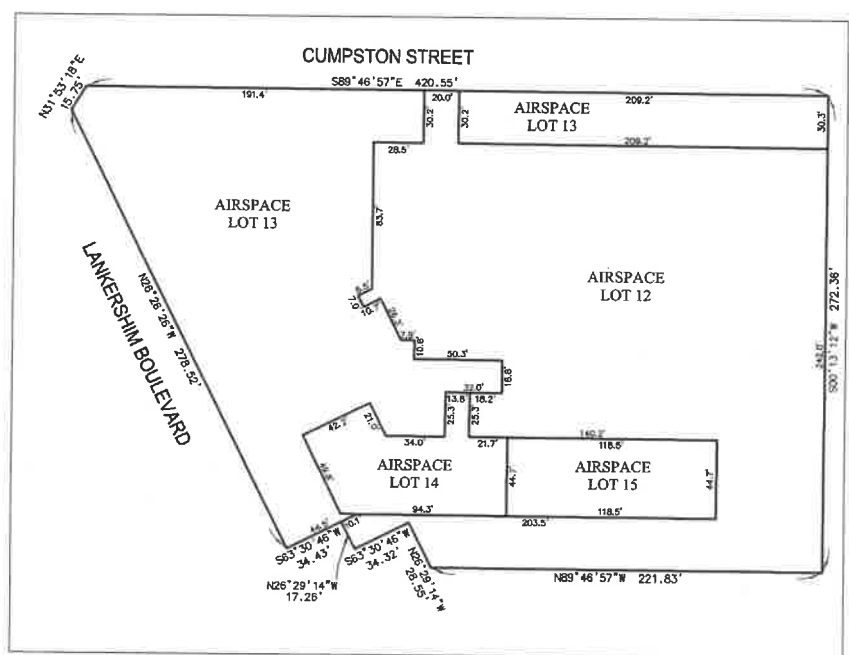 CUMPSTON STREET
S89°46'57"E 420.55'
N31°53'18"E
15.75'
191.4'
20.0'
209.2'
30.2'
30.2'
AIRSPACE
LOT 13
30.3'
28.5'
209.2'
AIRSPACE
LOT 13
83.7'
AIRSPACE
LOT 12
LANKERSHIM BOULEVARD
N26°26'26"W 278.52'
7.0'
10.8'
50.3'
16.8'
S00°13'12"W 272.36'
242.0'
32.0'
13.8'
18.2'
25.3'
25.3'
21.0'
34.0'
21.7'
140.2'
118.5'
AIRSPACE
LOT 14
44.7'
AIRSPACE
LOT 15
44.7'
94.3'
118.5'
203.5'
S63°30'46"W
34.43'
S63°30'46"W
34.32'
N26°29'14"W
17.26'
N26°29'14"W
28.55'
N89°46'57"W 221.83'